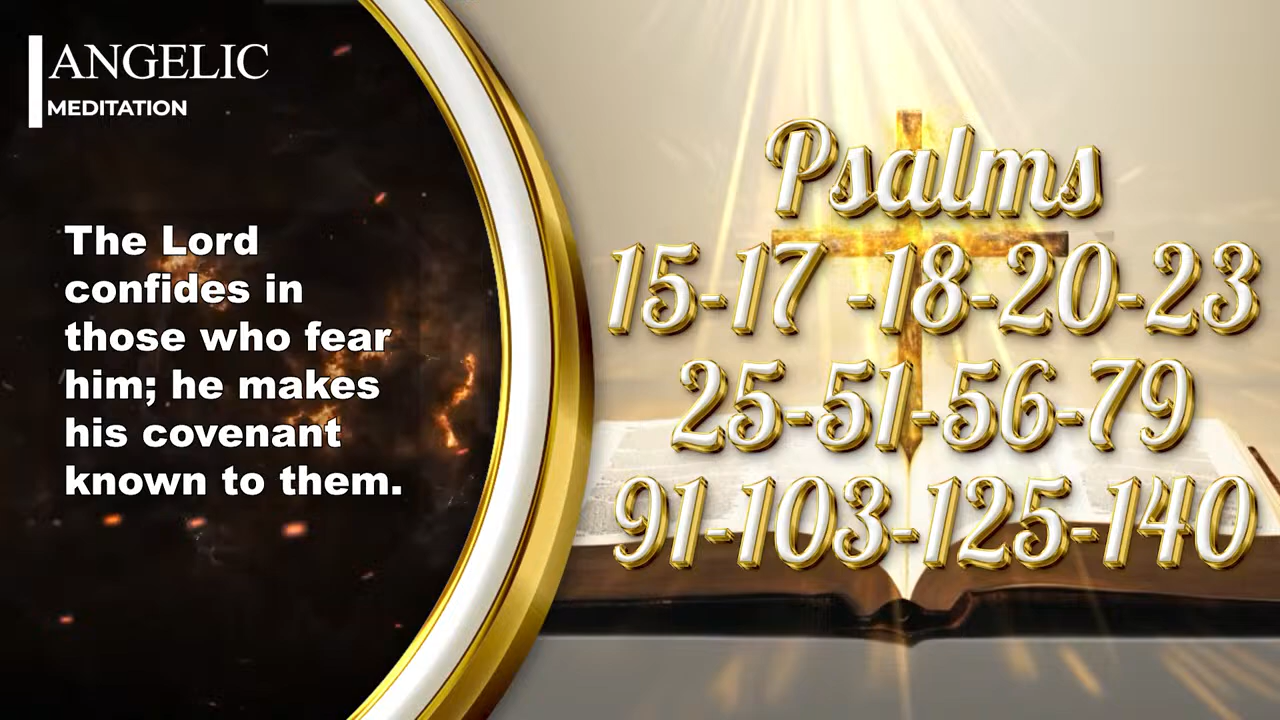 ANGELIC
MEDITATION
The Lord
confides in
those who fear
him; he makes
his covenant
known to them.
Psalms
15-17 -18-20-23
25-51-56-79
91-103-125-140